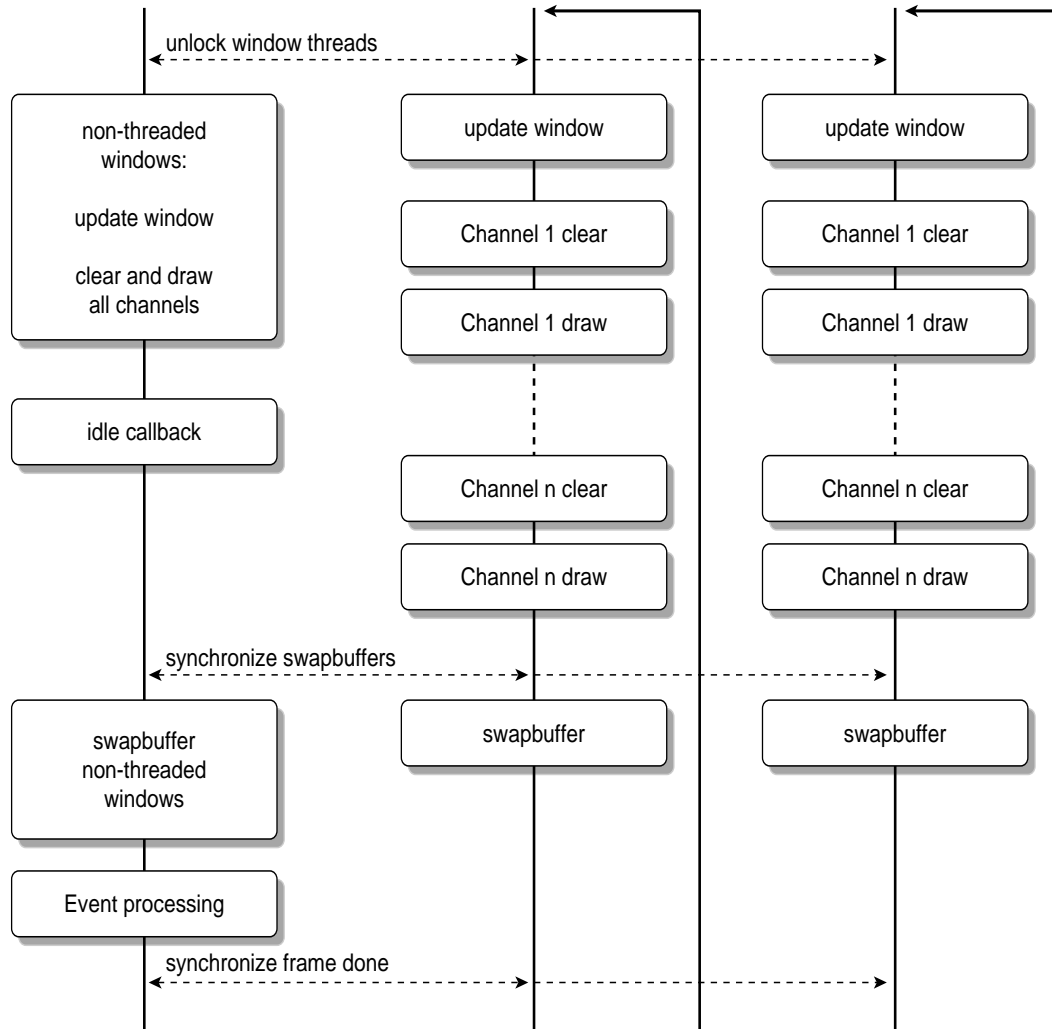 unlock window threads
non-threaded
windows:
update window
clear and draw
all channels
idle callback
update window
Channel 1 clear
Channel 1 draw
Channel n clear
Channel n draw
update window
Channel 1 clear
Channel 1 draw
Channel n clear
Channel n draw
synchronize swapbuffers
swapbuffer
non-threaded
windows
swapbuffer
swapbuffer
Event processing
synchronize frame done